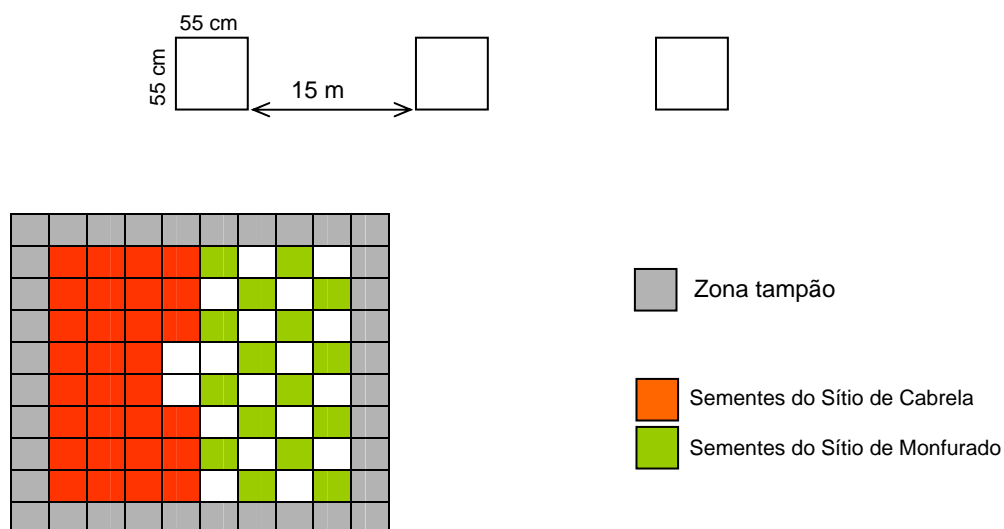 55 cm
55 cm
15 m
Zona tampão
Sementes do Sítio de Cabrela
Sementes do Sítio de Monfurado